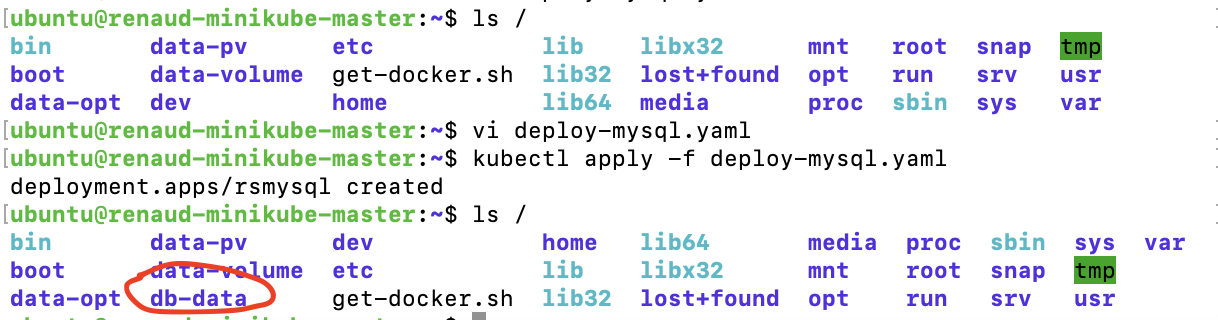 [ubuntu@renaud-minikube-master:~$ ls /
bin data-pv etc lib libx32 mnt root snap tmp
boot data-volume get-docker.sh lib32 lost+found opt run srv usr
data-opt dev home lib64 media proc sbin sys var
[ubuntu@renaud-minikube-master:~$ vi deploy-mysql.yaml
[ubuntu@renaud-minikube-master:~$ kubectl apply -f deploy-mysql.yaml
deployment.apps/rsmysql created
[ubuntu@renaud-minikube-master:~$ ls /
bin data-pv dev home lib64 media proc sbin sys var
boot data-volume etc lib libx32 mnt root snap tmp
data-opt db-data get-docker.sh lib32 lost+found opt run srv usr